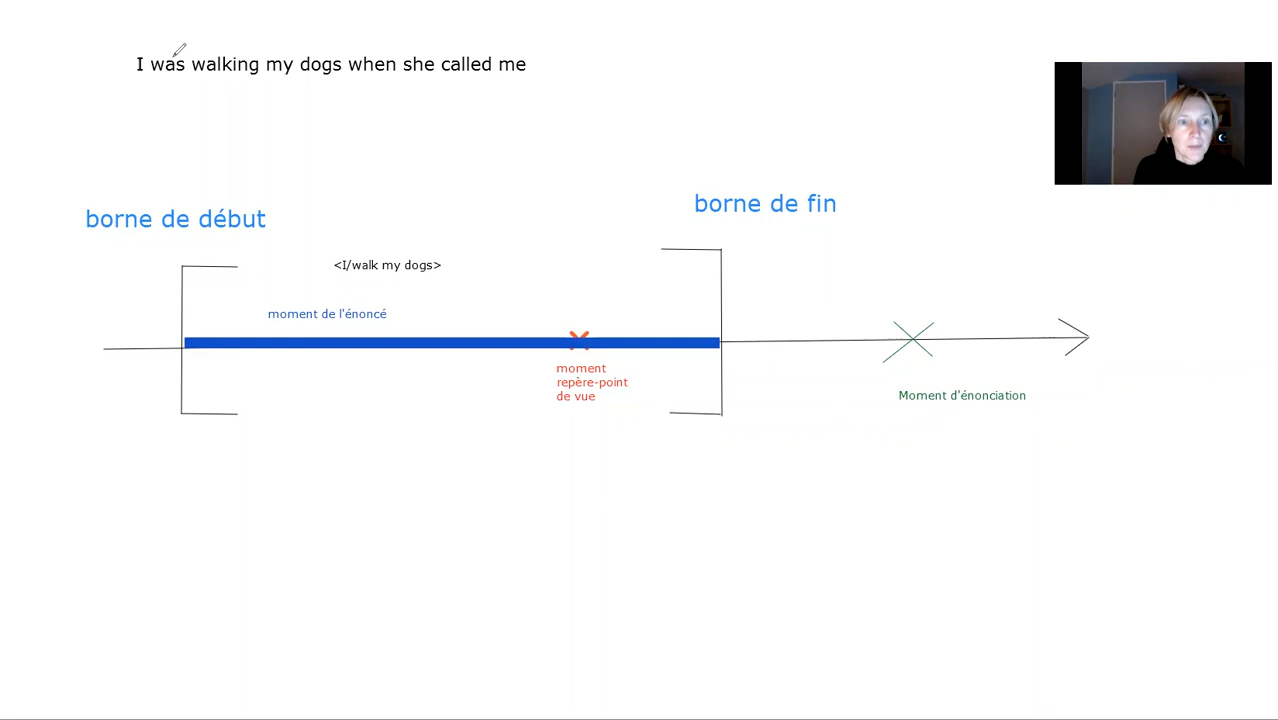 I was walking my dogs when she called me
borne de début
borne de fin
<I/walk my dogs>
moment de l'énoncé
moment
repère-point
de vue
Moment d'énonciation